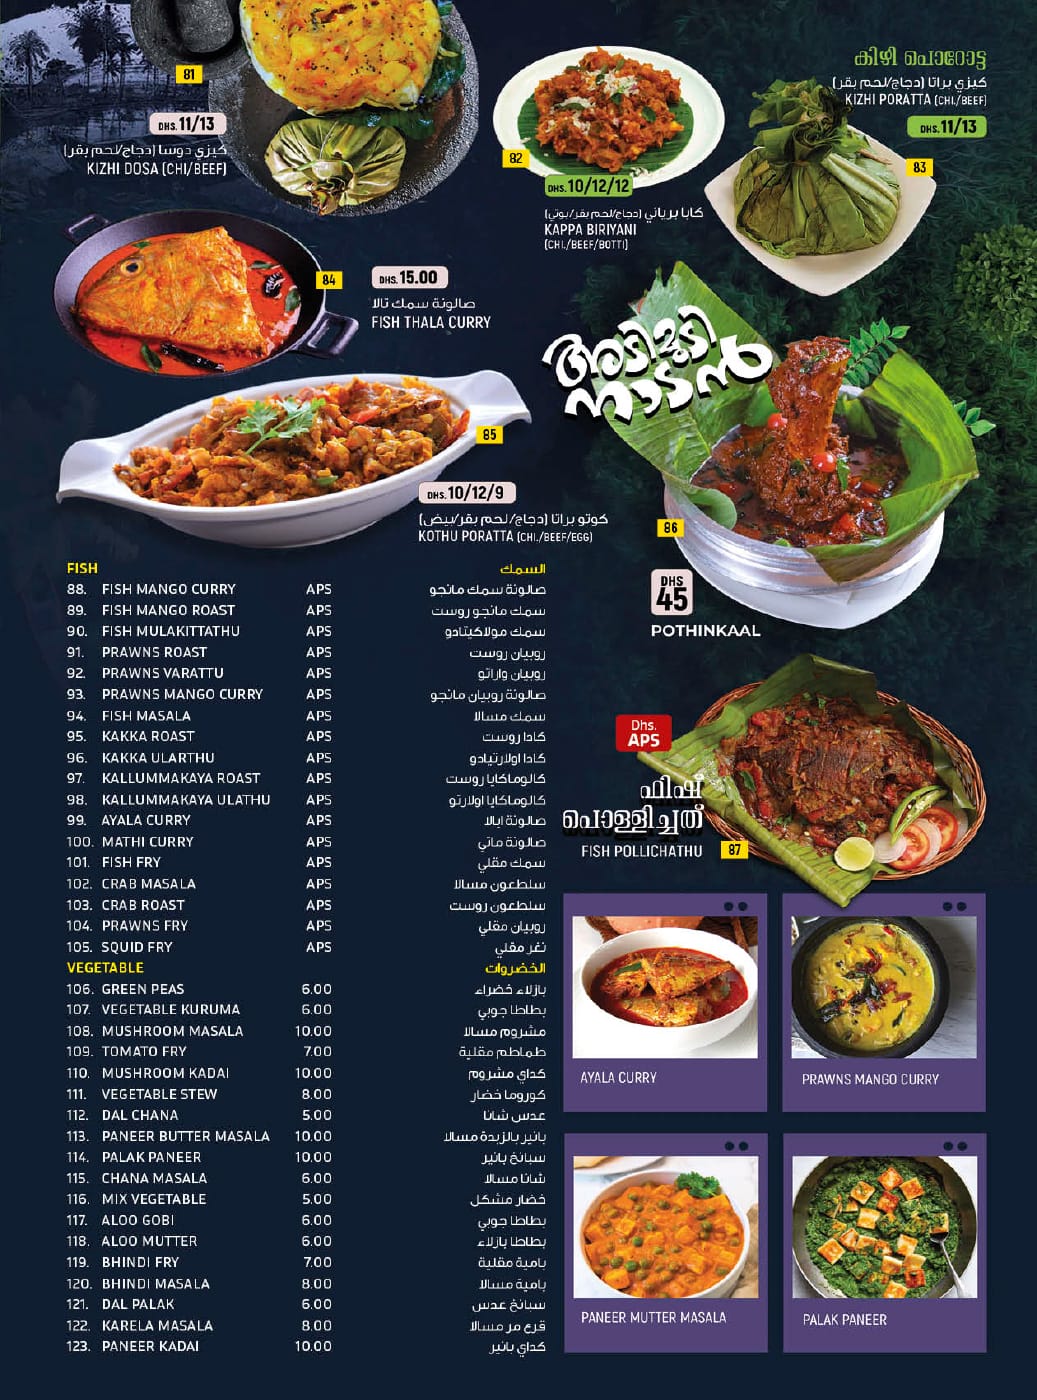 81
DHS. 11/13
كيزي دوسا (دجاج/لحم بقر)
KIZHI DOSA (CHI/BEEF)
82
DHS. 10/12/12
كابا برياني (دجاج/لحم بقر/بوتي)
KAPPA BIRIYANI
(CHI./BEEF/BOTTI)
കിഴി പൊറോട്ട
كيزي براتا (دجاج/لحم بقر)
KIZHI PORATTA (CHI./BEEF)
DHS. 11/13
83
84
DHS. 15.00
صالونة سمك تالا
FISH THALA CURRY
അടിമുടി
നാടൻ
85
DHS. 10/12/9
كوتو براتا (دجاج/لحم بقر/بيض)
KOTHU PORATTA (CHI./BEEF/EGG)
86
DHS
45
POTHINKAAL
Dhs.
APS
ഫിഷ്
പൊള്ളിച്ചത്
FISH POLLICHATHU
87
FISH السمك
88. FISH MANGO CURRY APS صالونة سمك مانجو
89. FISH MANGO ROAST APS سمك مانجو روست
90. FISH MULAKITTATHU APS سمك مولاكيتادو
91. PRAWNS ROAST APS روبيان روست
92. PRAWNS VARATTU APS روبيان واراتو
93. PRAWNS MANGO CURRY APS صالونة روبيان مانجو
94. FISH MASALA APS سمك مسالا
95. KAKKA ROAST APS كادا روست
96. KAKKA ULARTHU APS كادا اولارتيادو
97. KALLUMMAKAYA ROAST APS كالوماكايا روست
98. KALLUMMAKAYA ULATHU APS كالوماكايا اولارتو
99. AYALA CURRY APS صالونة ايالا
100. MATHI CURRY APS صالونة ماتي
101. FISH FRY APS سمك مقلي
102. CRAB MASALA APS سلطعون مسالا
103. CRAB ROAST APS سلطعون روست
104. PRAWNS FRY APS روبيان مقلي
105. SQUID FRY APS نغر مقلي
VEGETABLE الخضروات
106. GREEN PEAS 6.00 بازلاء خضراء
107. VEGETABLE KURUMA 6.00 بطاطا جوبي
108. MUSHROOM MASALA 10.00 مشروم مسالا
109. TOMATO FRY 7.00 طماطم مقلية
110. MUSHROOM KADAI 10.00 كداي مشروم
111. VEGETABLE STEW 8.00 كوروما خضار
112. DAL CHANA 5.00 عدس شانا
113. PANEER BUTTER MASALA 10.00 بانير بالزبدة مسالا
114. PALAK PANEER 10.00 سبانخ بانير
115. CHANA MASALA 6.00 شانا مسالا
116. MIX VEGETABLE 5.00 خضار مشكل
117. ALOO GOBI 6.00 بطاطا جوبي
118. ALOO MUTTER 6.00 بطاطا بازلاء
119. BHINDI FRY 7.00 بامية مقلية
120. BHINDI MASALA 8.00 بامية مسالا
121. DAL PALAK 6.00 سبانخ عدس
122. KARELA MASALA 8.00 قرع مر مسالا
123. PANEER KADAI 10.00 كداي بانير
AYALA CURRY
PRAWNS MANGO CURRY
PANEER MUTTER MASALA
PALAK PANEER